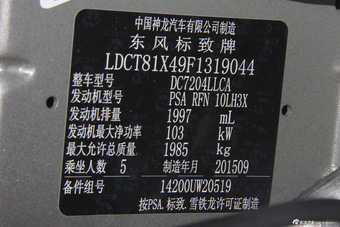 中国神龙汽车有限公司制造
东风标致牌
LDCT81X49F1319044
整车型号 DC7204LLCA
发动机型号 PSA RFN 10LH3X
发动机排量 1997 mL
发动机最大净功率 103 kW
最大允许总质量 1985 kg
乘坐人数 5 制造年月 201509
备件组号 14200UW20519
按PSA.标致.雪铁龙许可证制造